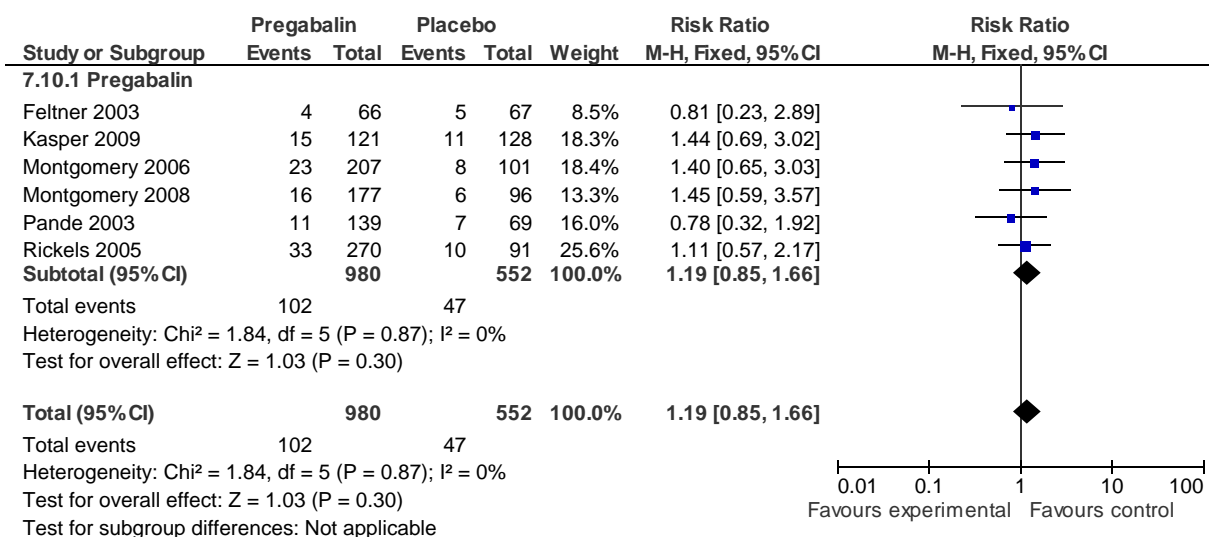 Pregabalin Placebo Risk Ratio Risk Ratio
Study or Subgroup Events Total Events Total Weight M-H, Fixed, 95% CI M-H, Fixed, 95% CI
7.10.1 Pregabalin
Feltner 2003 4 66 5 67 8.5% 0.81 [0.23, 2.89]
Kasper 2009 15 121 11 128 18.3% 1.44 [0.69, 3.02]
Montgomery 2006 23 207 8 101 18.4% 1.40 [0.65, 3.03]
Montgomery 2008 16 177 6 96 13.3% 1.45 [0.59, 3.57]
Pande 2003 11 139 7 69 16.0% 0.78 [0.32, 1.92]
Rickels 2005 33 270 10 91 25.6% 1.11 [0.57, 2.17]
Subtotal (95% CI) 980 552 100.0% 1.19 [0.85, 1.66]
Total events 102 47
Heterogeneity: Chi² = 1.84, df = 5 (P = 0.87); I² = 0%
Test for overall effect: Z = 1.03 (P = 0.30)
Total (95% CI) 980 552 100.0% 1.19 [0.85, 1.66]
Total events 102 47
Heterogeneity: Chi² = 1.84, df = 5 (P = 0.87); I² = 0%
Test for overall effect: Z = 1.03 (P = 0.30)
Test for subgroup differences: Not applicable
0.01 0.1 1 10 100
Favours experimental Favours control